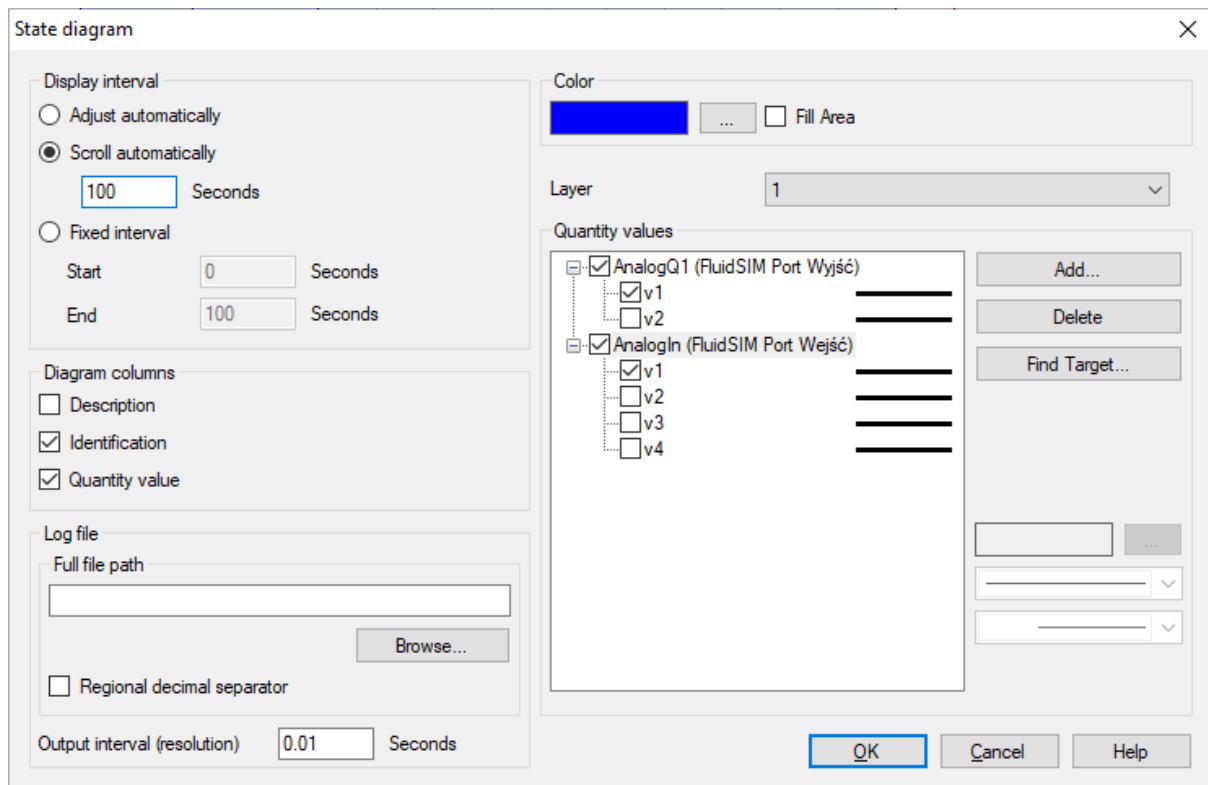 State diagram
Display interval
Adjust automatically
Scroll automatically
100 Seconds
Fixed interval
Start 0 Seconds
End 100 Seconds
Diagram columns
Description
Identification
Quantity value
Log file
Full file path
Browse...
Regional decimal separator
Output interval (resolution) 0.01 Seconds
Color
... Fill Area
Layer 1
Quantity values
AnalogQ1 (FluidSIM Port Wyjść)
v1
v2
AnalogIn (FluidSIM Port Wejść)
v1
v2
v3
v4
Add...
Delete
Find Target...
...
OK Cancel Help